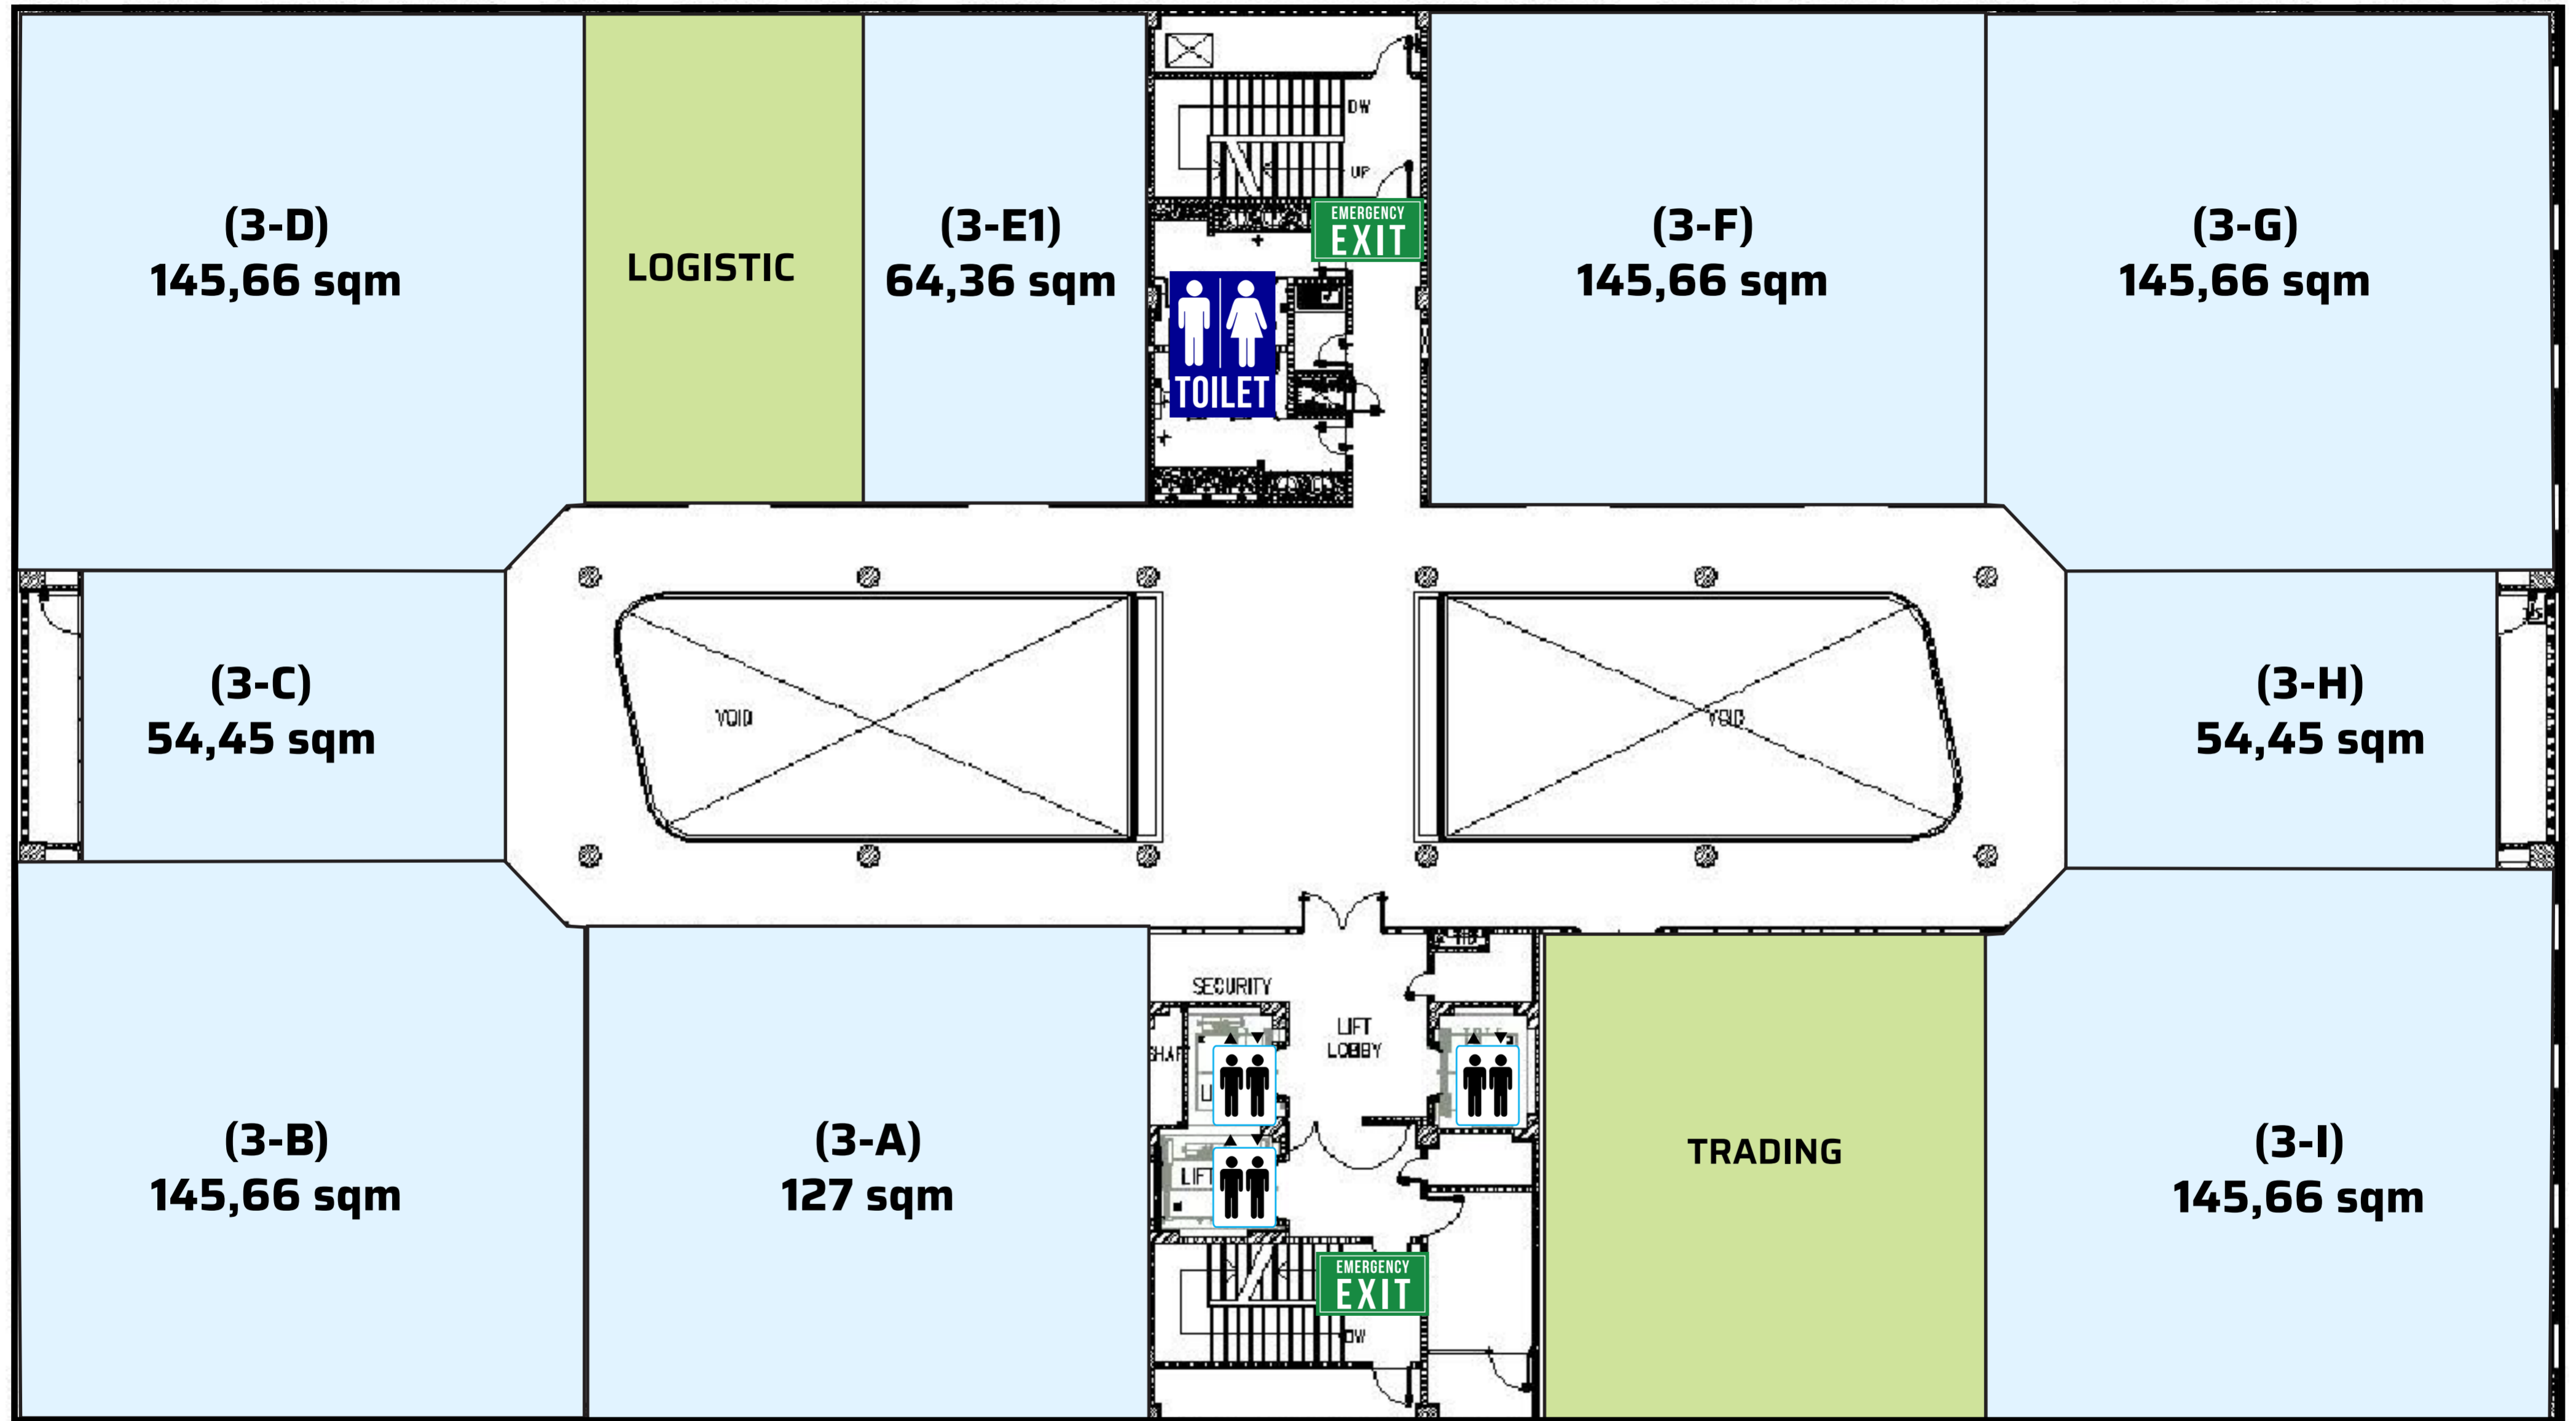 (3-D)
145,66 sqm
LOGISTIC
(3-E1)
64,36 sqm
DW
UP
EMERGENCY
EXIT
TOILET
(3-F)
145,66 sqm
(3-G)
145,66 sqm
(3-C)
54,45 sqm
VOID
VOID
(3-H)
54,45 sqm
(3-B)
145,66 sqm
(3-A)
127 sqm
SECURITY
LIFT
LOBBY
LIFT
EMERGENCY
EXIT
DW
TRADING
(3-I)
145,66 sqm